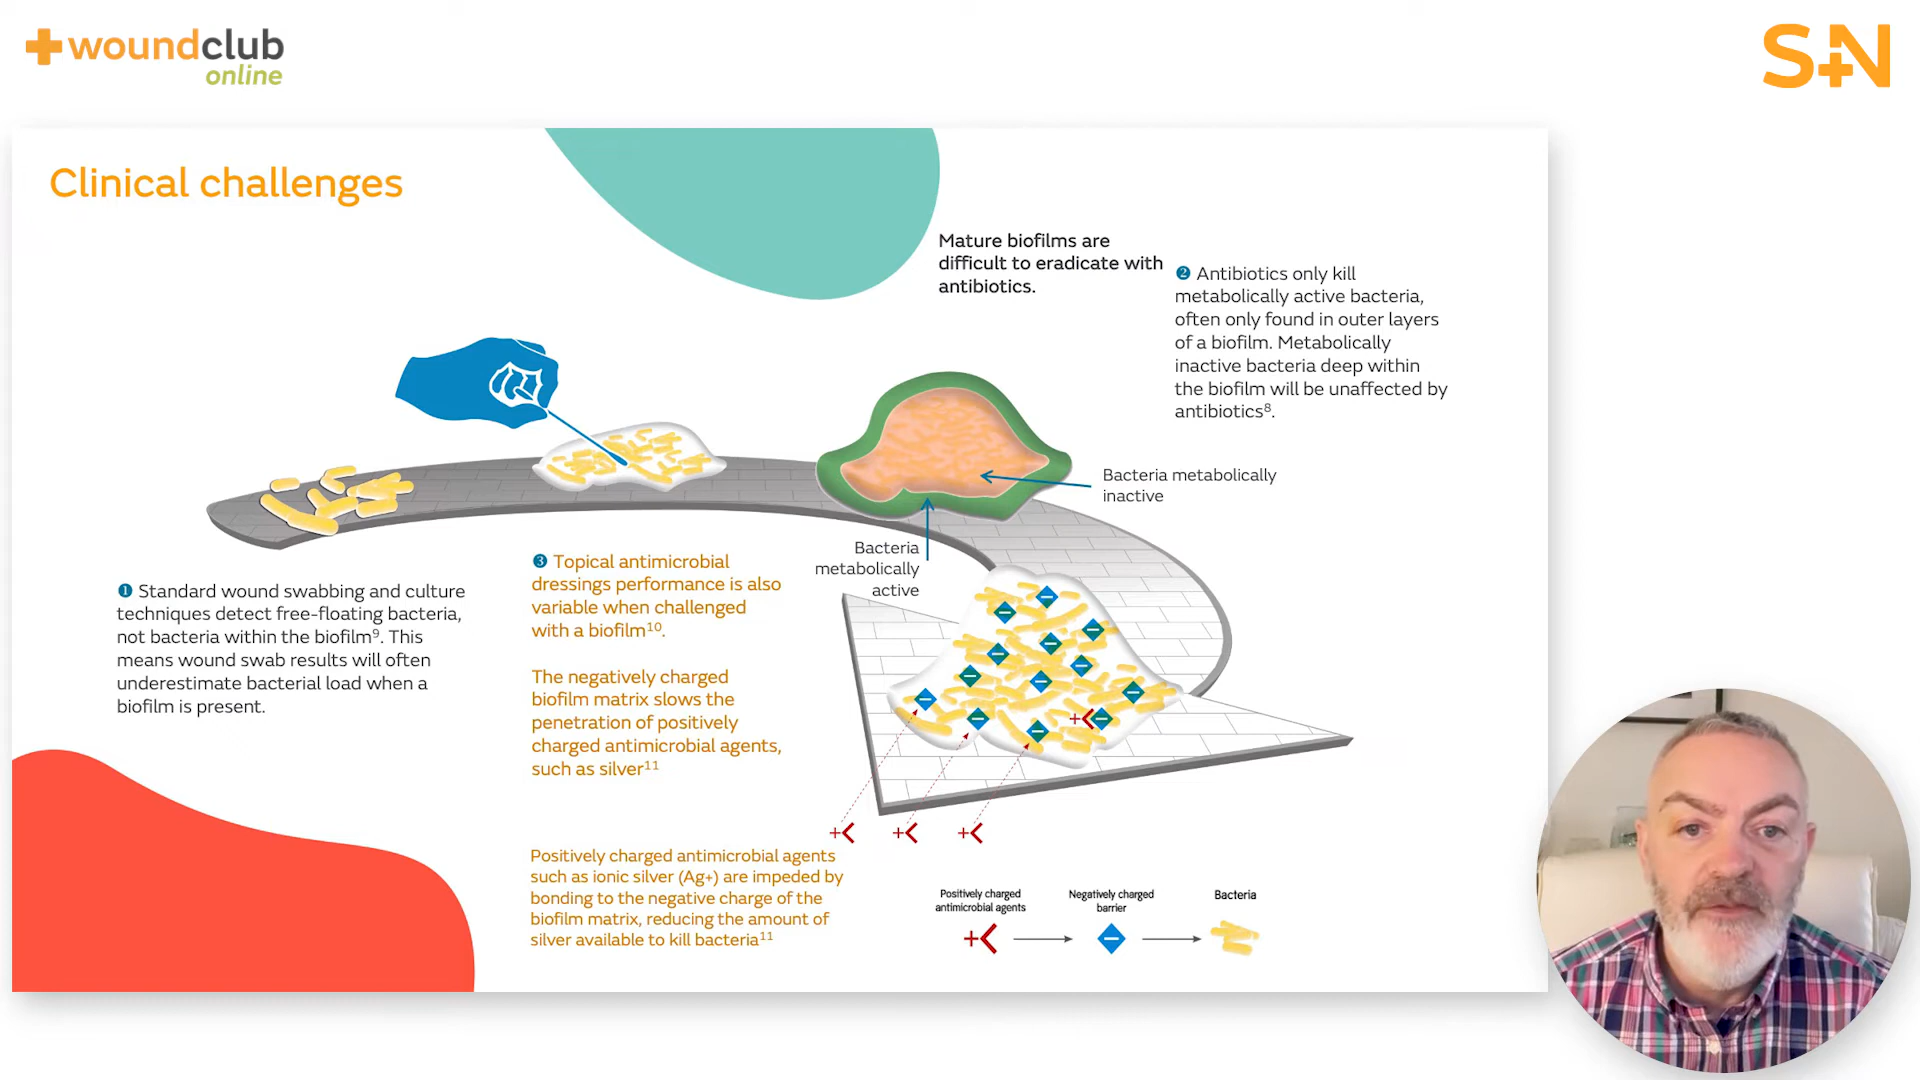 woundclub
online
S+N
Clinical challenges
Mature biofilms are
difficult to eradicate with
antibiotics.
❷ Antibiotics only kill
metabolically active bacteria,
often only found in outer layers
of a biofilm. Metabolically
inactive bacteria deep within
the biofilm will be unaffected by
antibiotics⁸.
Bacteria metabolically
inactive
Bacteria
metabolically
active
❶ Standard wound swabbing and culture
techniques detect free-floating bacteria,
not bacteria within the biofilm⁹. This
means wound swab results will often
underestimate bacterial load when a
biofilm is present.
❸ Topical antimicrobial
dressings performance is also
variable when challenged
with a biofilm¹⁰.
The negatively charged
biofilm matrix slows the
penetration of positively
charged antimicrobial agents,
such as silver¹¹
Positively charged antimicrobial agents
such as ionic silver (Ag+) are impeded by
bonding to the negative charge of the
biofilm matrix, reducing the amount of
silver available to kill bacteria¹¹
Positively charged
antimicrobial agents
Negatively charged
barrier
Bacteria